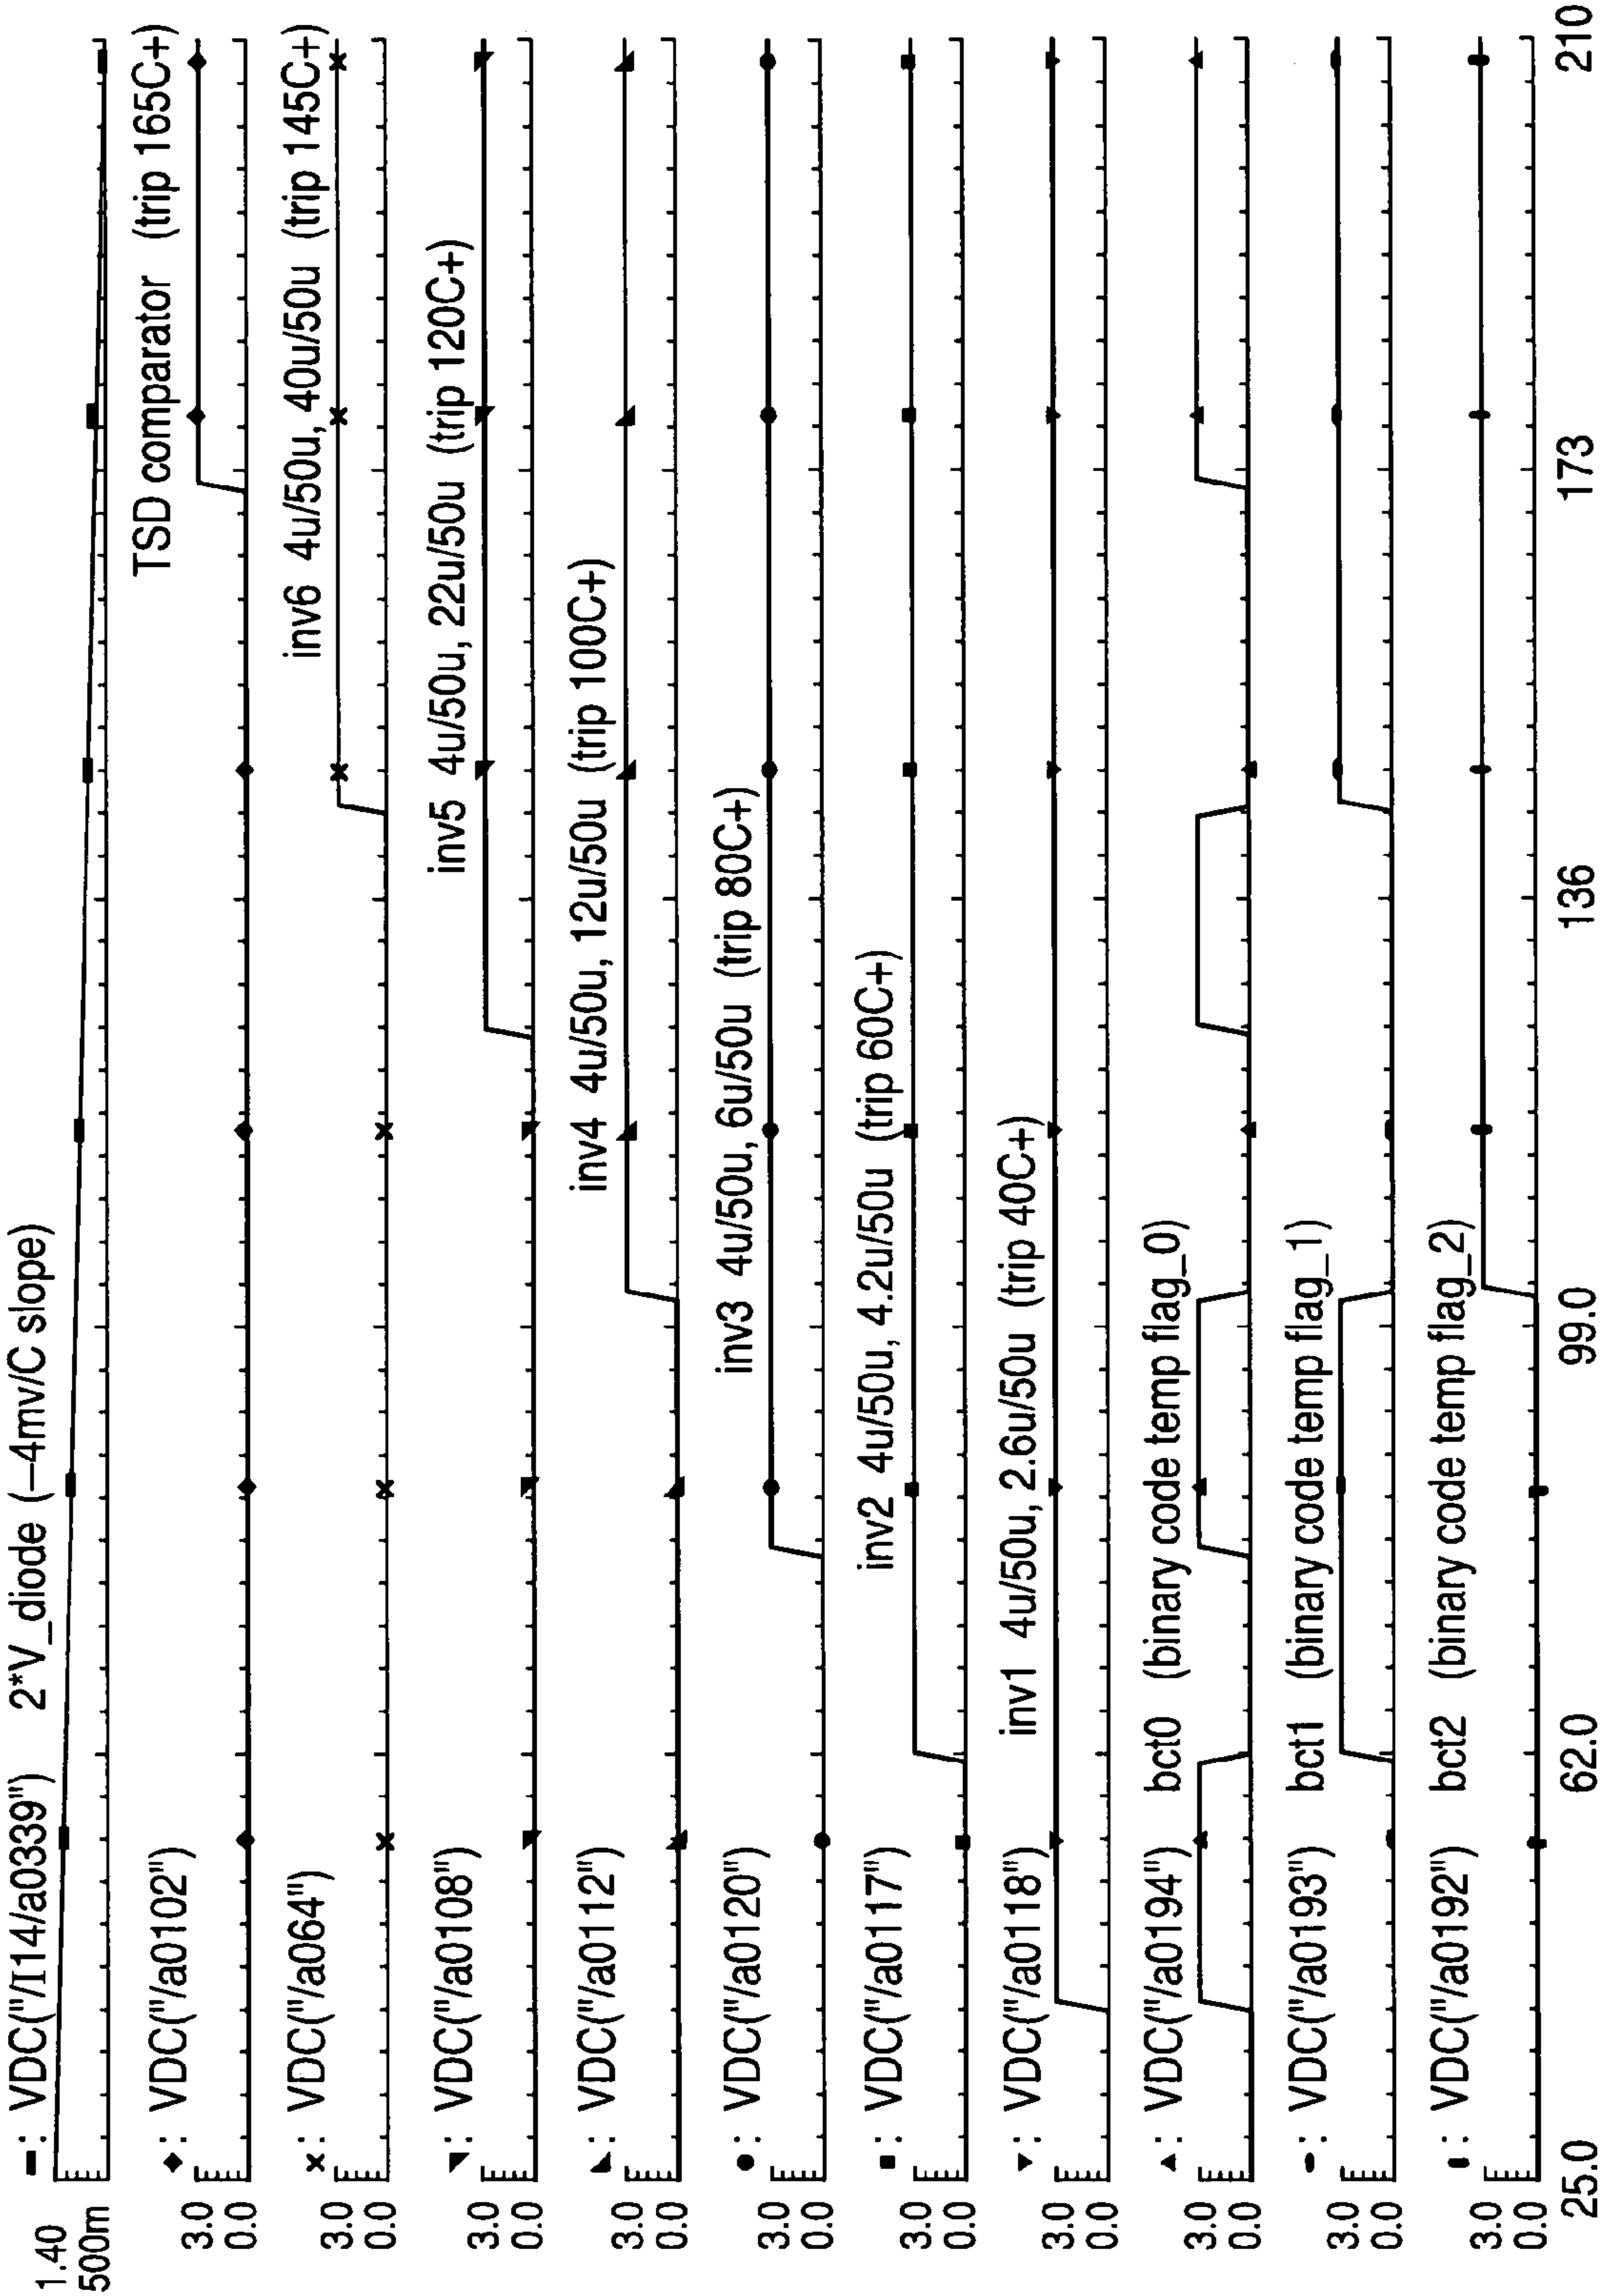 –: VDC("/I14/a0339") 2*V_diode (–4mv/C slope)
1.40
500m
◆: VDC("/a0102") TSD comparator (trip 165C+)
3.0
0.0
×: VDC("/a064") inv6 4u/50u, 40u/50u (trip 145C+)
3.0
0.0
◥: VDC("/a0108") inv5 4u/50u, 22u/50u (trip 120C+)
3.0
0.0
◣: VDC("/a0112") inv4 4u/50u, 12u/50u (trip 100C+)
3.0
0.0
●: VDC("/a0120") inv3 4u/50u, 6u/50u (trip 80C+)
3.0
0.0
■: VDC("/a0117") inv2 4u/50u, 4.2u/50u (trip 60C+)
3.0
0.0
▼: VDC("/a0118") inv1 4u/50u, 2.6u/50u (trip 40C+)
3.0
0.0
▲: VDC("/a0194") bct0 (binary code temp flag_0)
3.0
0.0
: VDC("/a0193") bct1 (binary code temp flag_1)
3.0
0.0
: VDC("/a0192") bct2 (binary code temp flag_2)
3.0
0.0
25.0 62.0 99.0 136 173 210